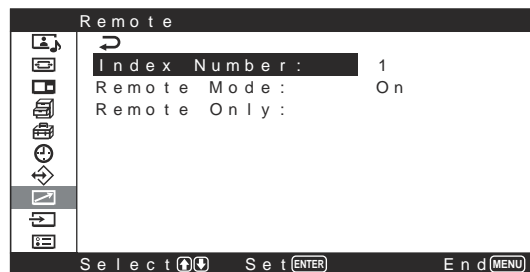 Remote
Index Number: 1
Remote Mode: On
Remote Only:
Select Set ENTER End MENU